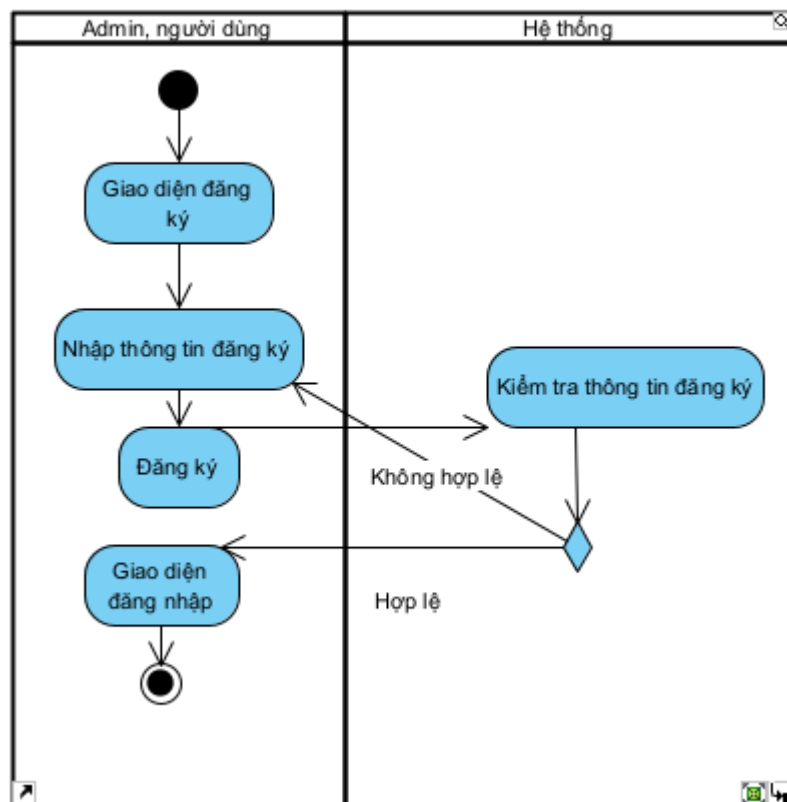 Admin, người dùng
Hệ thống
Giao diện đăng
ký
Nhập thông tin đăng ký
Kiểm tra thông tin đăng ký
Đăng ký
Không hợp lệ
Giao diện
đăng nhập
Hợp lệ